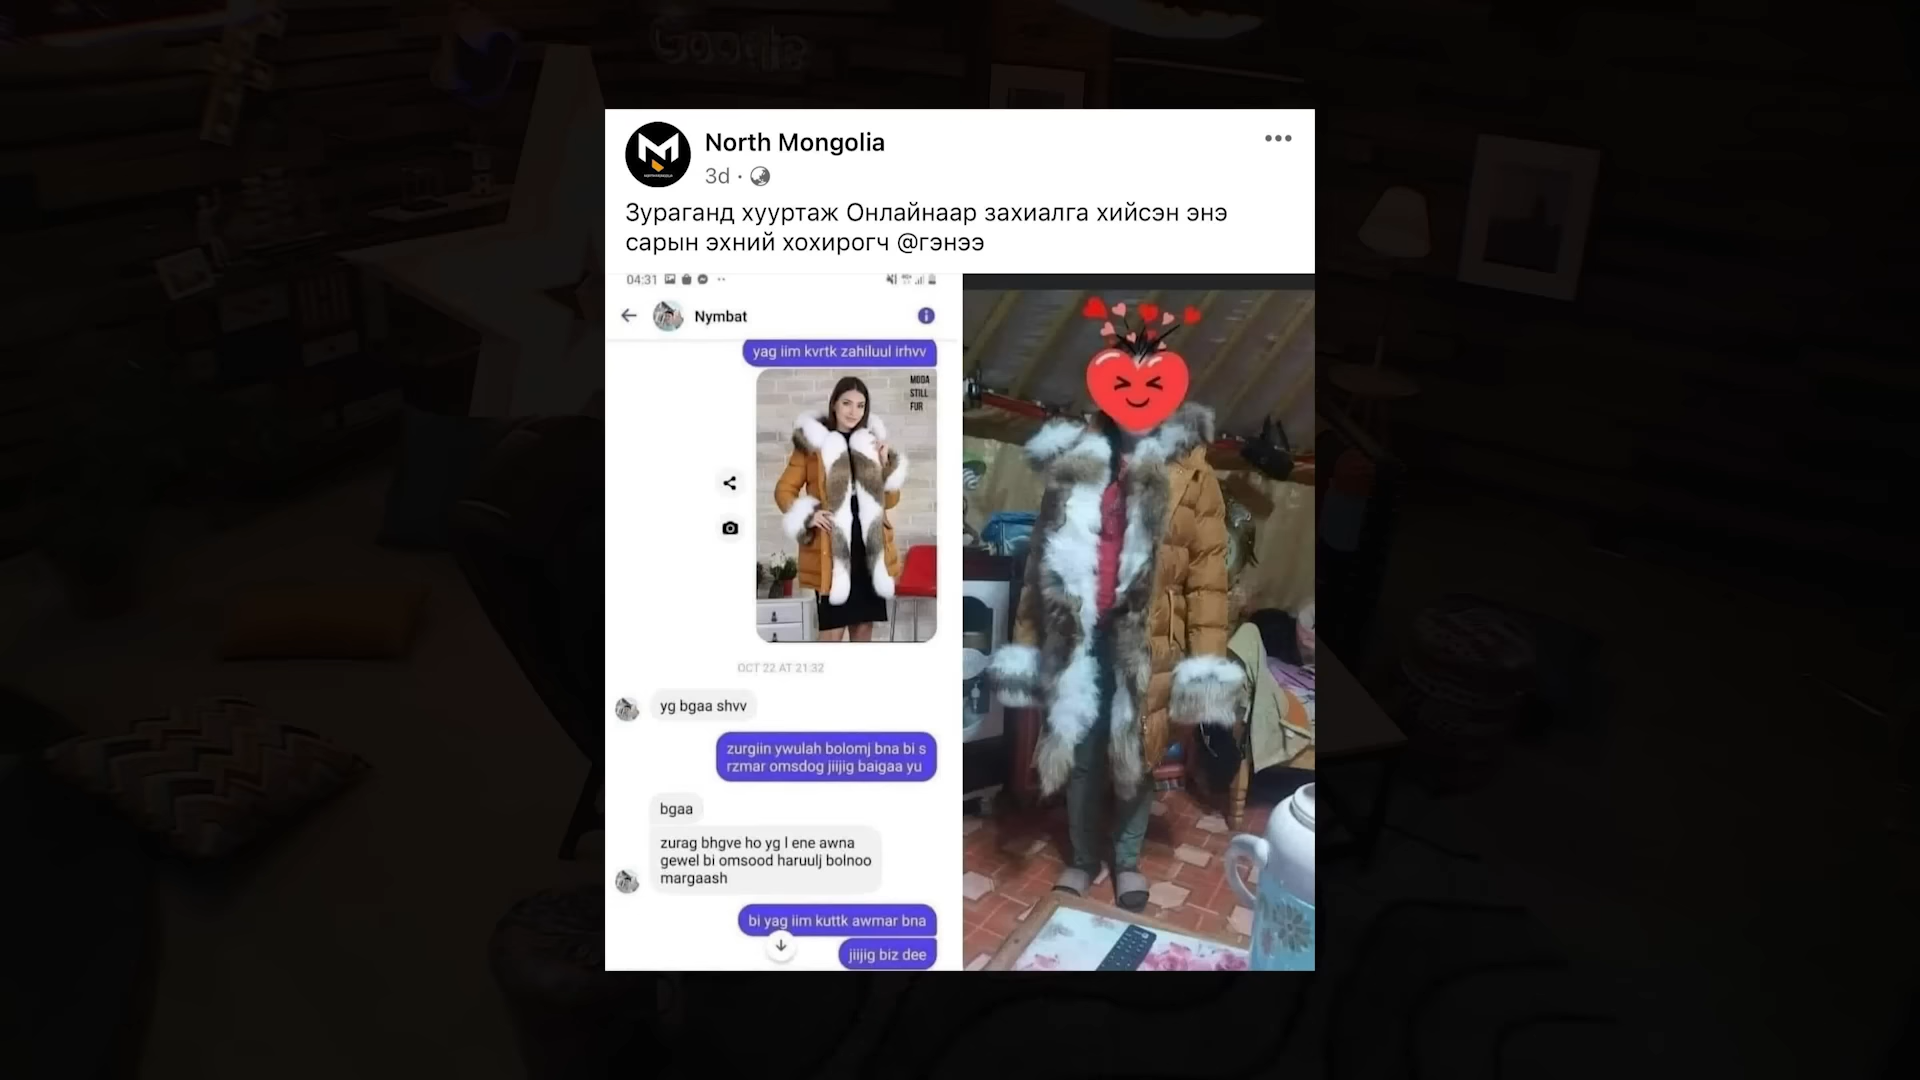 Google
North Mongolia
3d ·
Зураганд хууртаж Онлайнаар захиалга хийсэн энэ
сарын эхний хохирогч @гэнээ
04:31
Nymbat
yag iim kvrtk zahiluul irhvv
MODA
STILL
FUR
OCT 22 AT 21:32
yg bgaa shvv
zurgiin ywulah bolomj bna bi s
rzmar omsdog jiijig baigaa yu
bgaa
zurag bhgve ho yg l ene awna
gewel bi omsood haruulj bolnoo
margaash
bi yag iim kuttk awmar bna
jiijig biz dee